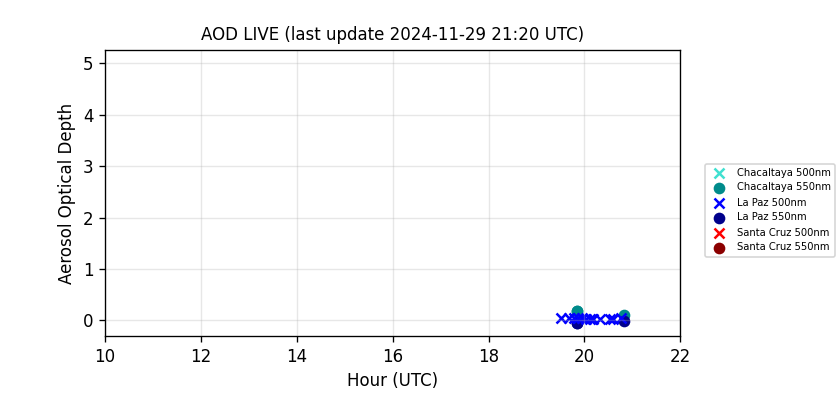 AOD LIVE (last update 2024-11-29 21:20 UTC)
5
4
3
2
1
0
Aerosol Optical Depth
10 12 14 16 18 20 22
Hour (UTC)
Chacaltaya 500nm
Chacaltaya 550nm
La Paz 500nm
La Paz 550nm
Santa Cruz 500nm
Santa Cruz 550nm